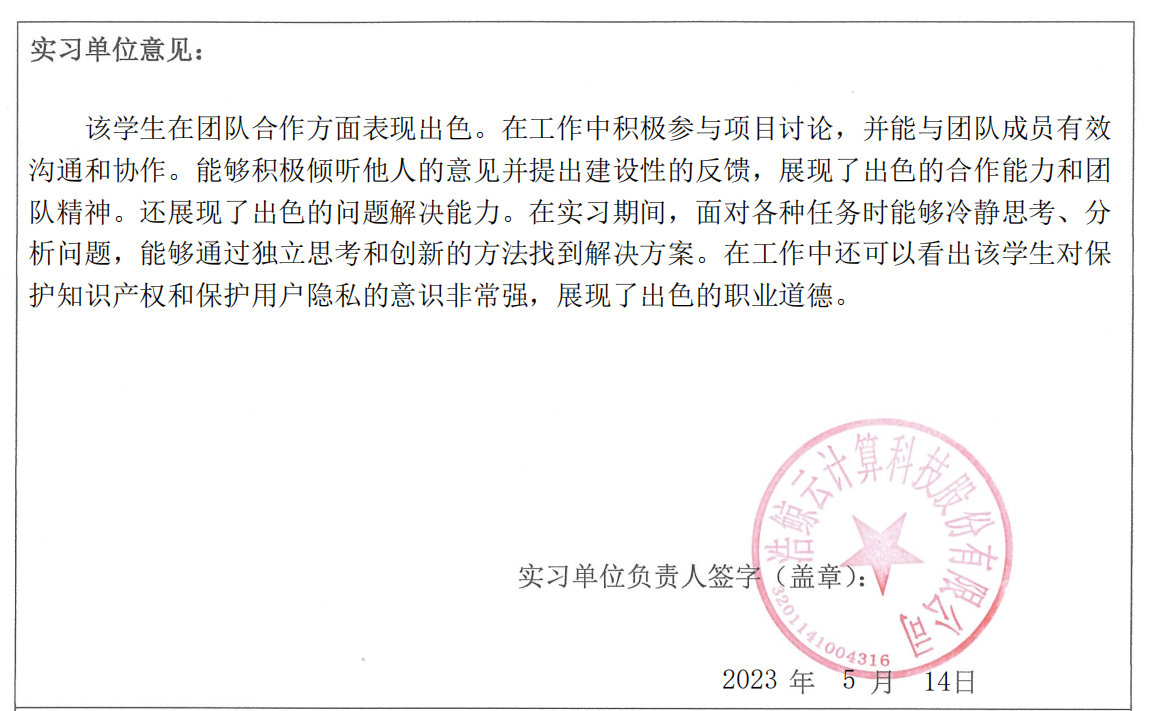 实习单位意见：
该学生在团队合作方面表现出色。在工作中积极参与项目讨论，并能与团队成员有效
沟通和协作。能够积极倾听他人的意见并提出建设性的反馈，展现了出色的合作能力和团
队精神。还展现了出色的问题解决能力。在实习期间，面对各种任务时能够冷静思考、分
析问题，能够通过独立思考和创新的方法找到解决方案。在工作中还可以看出该学生对保
护知识产权和保护用户隐私的意识非常强，展现了出色的职业道德。
浩鲸云计算科技股份有限公司
实习单位负责人签字（盖章）：
3201141004316
2023 年 5 月 14日